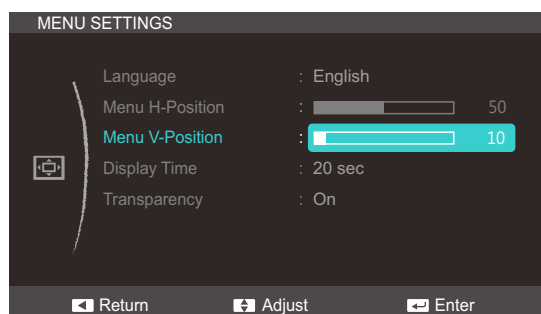 MENU SETTINGS
Language : English
Menu H-Position : 50
Menu V-Position : 10
Display Time : 20 sec
Transparency : On
Return Adjust Enter